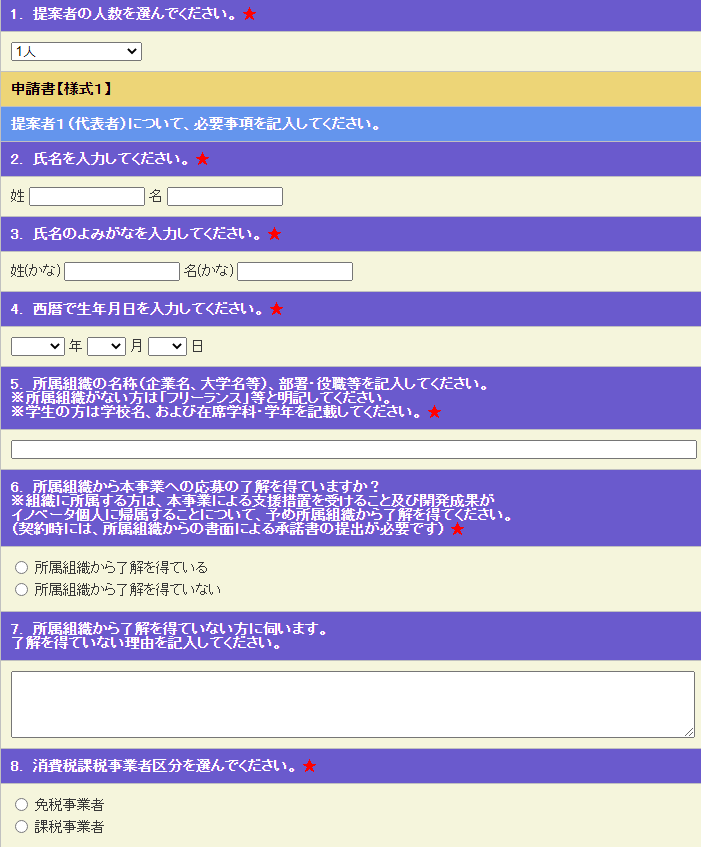 1. 提案者の人数を選んでください。★
1人
申請書【様式1】
提案者1(代表者)について、必要事項を記入してください。
2. 氏名を入力してください。★
姓 名
3. 氏名のよみがなを入力してください。★
姓(かな) 名(かな)
4. 西暦で生年月日を入力してください。★
年 月 日
5. 所属組織の名称(企業名、大学名等)、部署・役職等を記入してください。
※所属組織がない方は「フリーランス」等と明記してください。
※学生の方は学校名、および在席学科・学年を記載してください。★
6. 所属組織から本事業への応募の了解を得ていますか?
※組織に所属する方は、本事業による支援措置を受けること及び開発成果が
イノベータ個人に帰属することについて、予め所属組織から了解を得てください。
(契約時には、所属組織からの書面による承諾書の提出が必要です) ★
所属組織から了解を得ている
所属組織から了解を得ていない
7. 所属組織から了解を得ていない方に伺います。
了解を得ていない理由を記入してください。
8. 消費税課税事業者区分を選んでください。★
免税事業者
課税事業者